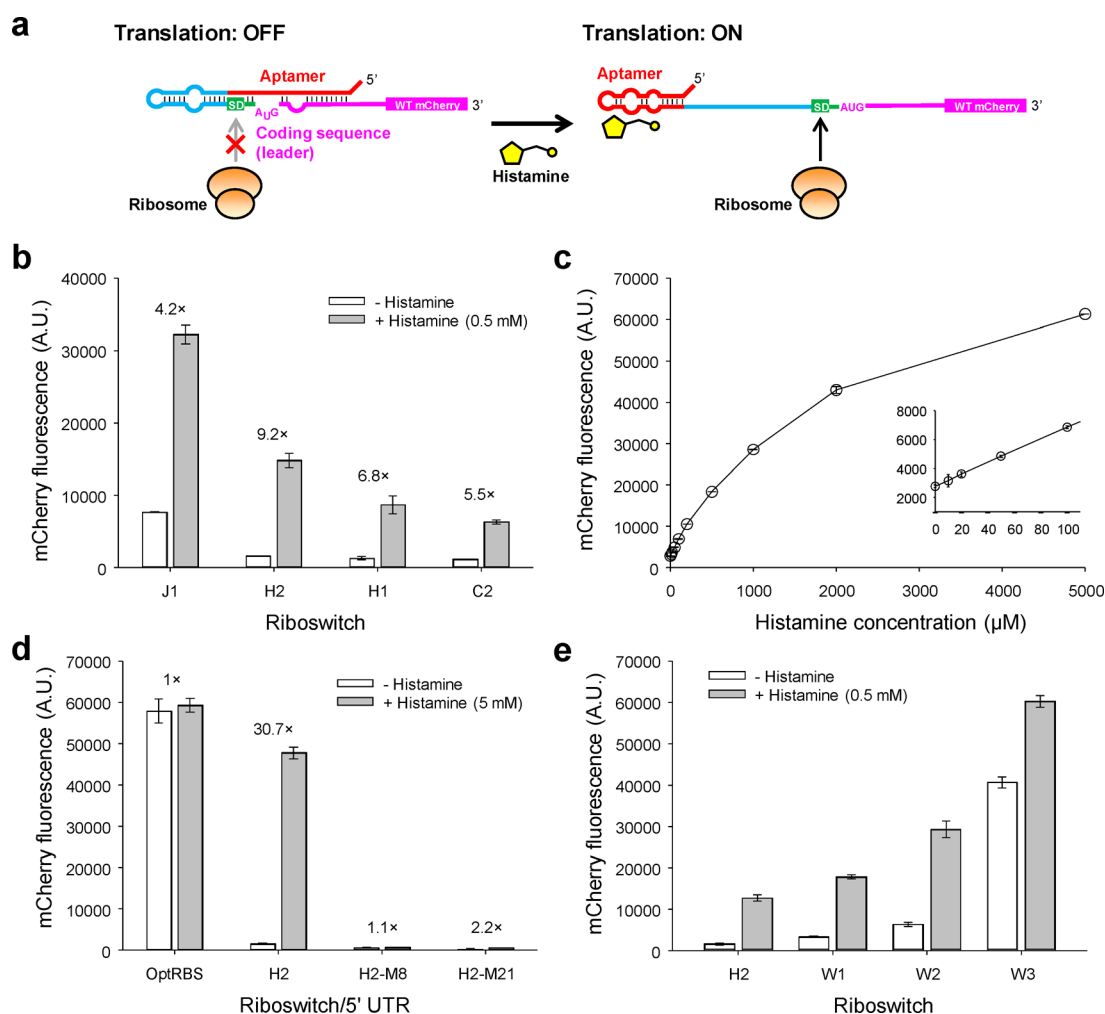 a
Translation: OFF
Aptamer
5’
SD
AUG
WT mCherry
3’
Coding sequence
(leader)
Ribosome
Histamine
Translation: ON
Aptamer
5’
SD
AUG
WT mCherry
3’
Ribosome
b
mCherry fluorescence (A.U.)
40000
30000
20000
10000
0
4.2×
9.2×
6.8×
5.5×
- Histamine
+ Histamine (0.5 mM)
J1 H2 H1 C2
Riboswitch
c
mCherry fluorescence (A.U.)
70000
60000
50000
40000
30000
20000
10000
0
0 1000 2000 3000 4000 5000
Histamine concentration (µM)
8000
6000
4000
2000
0 20 40 60 80 100
d
mCherry fluorescence (A.U.)
70000
60000
50000
40000
30000
20000
10000
0
1×
30.7×
1.1×
2.2×
- Histamine
+ Histamine (5 mM)
OptRBS H2 H2-M8 H2-M21
Riboswitch/5' UTR
e
mCherry fluorescence (A.U.)
70000
60000
50000
40000
30000
20000
10000
0
- Histamine
+ Histamine (0.5 mM)
H2 W1 W2 W3
Riboswitch